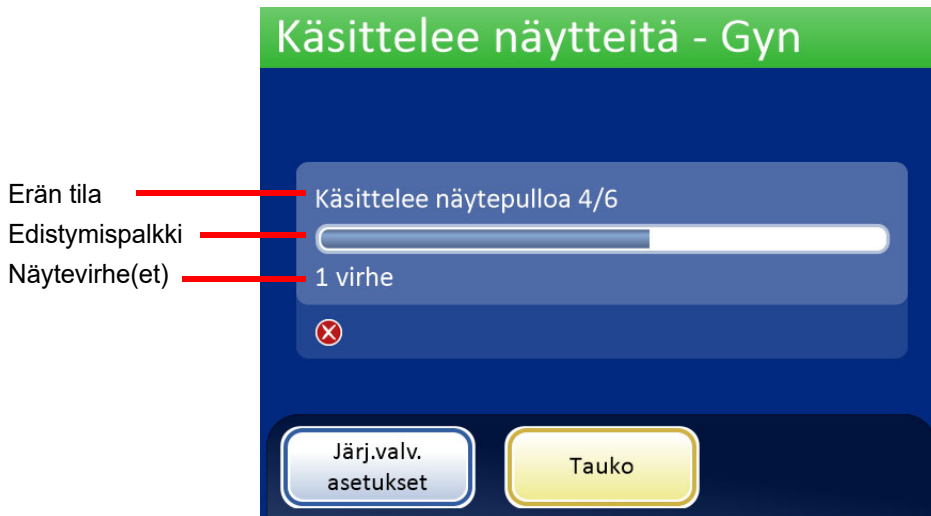 Käsittelee näytteitä - Gyn
Erän tila
Käsittelee näytepulloa 4/6
Edistymispalkki
Näytevirhe(et)
1 virhe
Järj.valv.
asetukset
Tauko